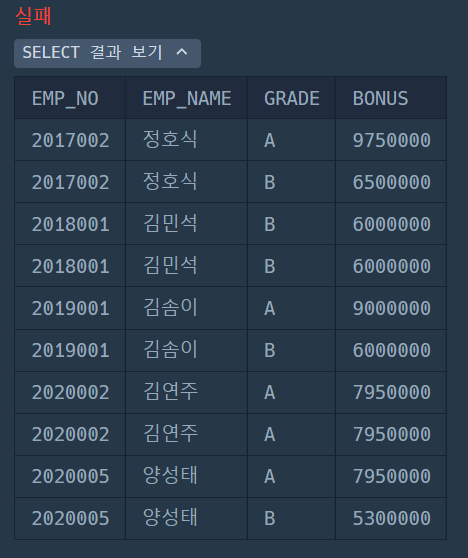 실패
SELECT 결과 보기
EMP_NO EMP_NAME GRADE BONUS
2017002 정호식 A 9750000
2017002 정호식 B 6500000
2018001 김민석 B 6000000
2018001 김민석 B 6000000
2019001 김솜이 A 9000000
2019001 김솜이 B 6000000
2020002 김연주 A 7950000
2020002 김연주 A 7950000
2020005 양성태 A 7950000
2020005 양성태 B 5300000